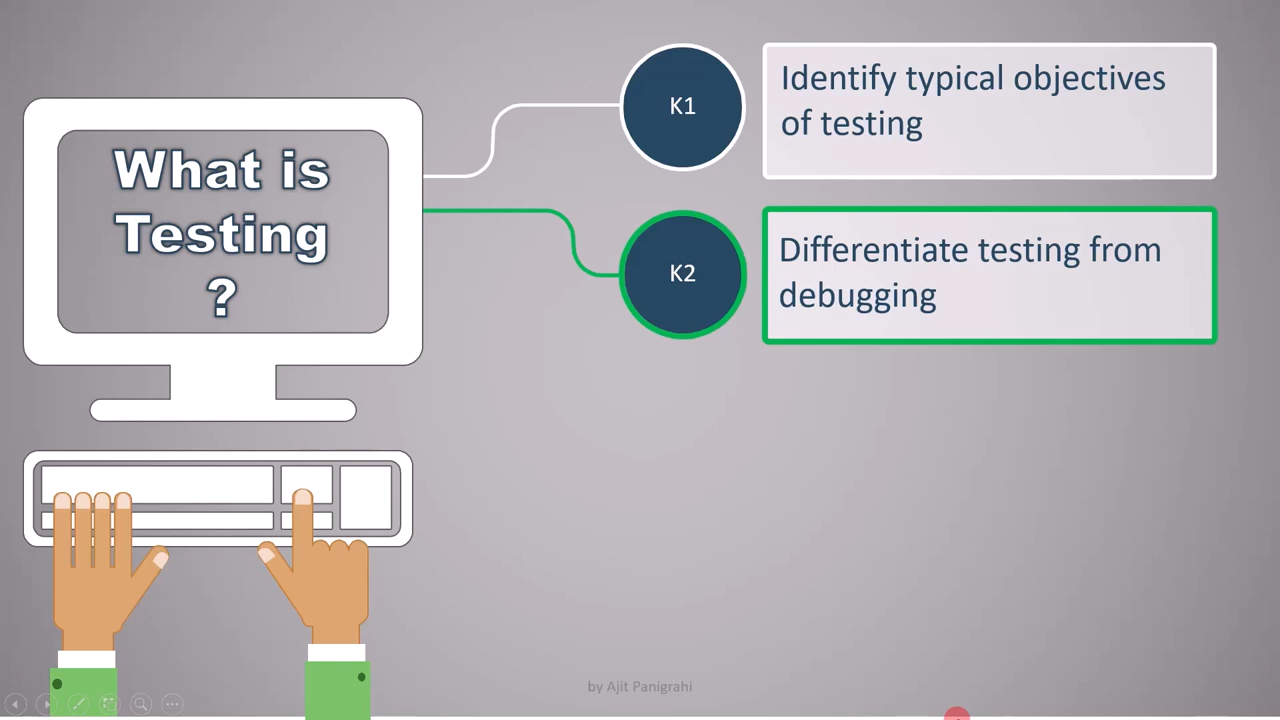 What is
Testing
?
K1
Identify typical objectives
of testing
K2
Differentiate testing from
debugging
by Ajit Panigrahi